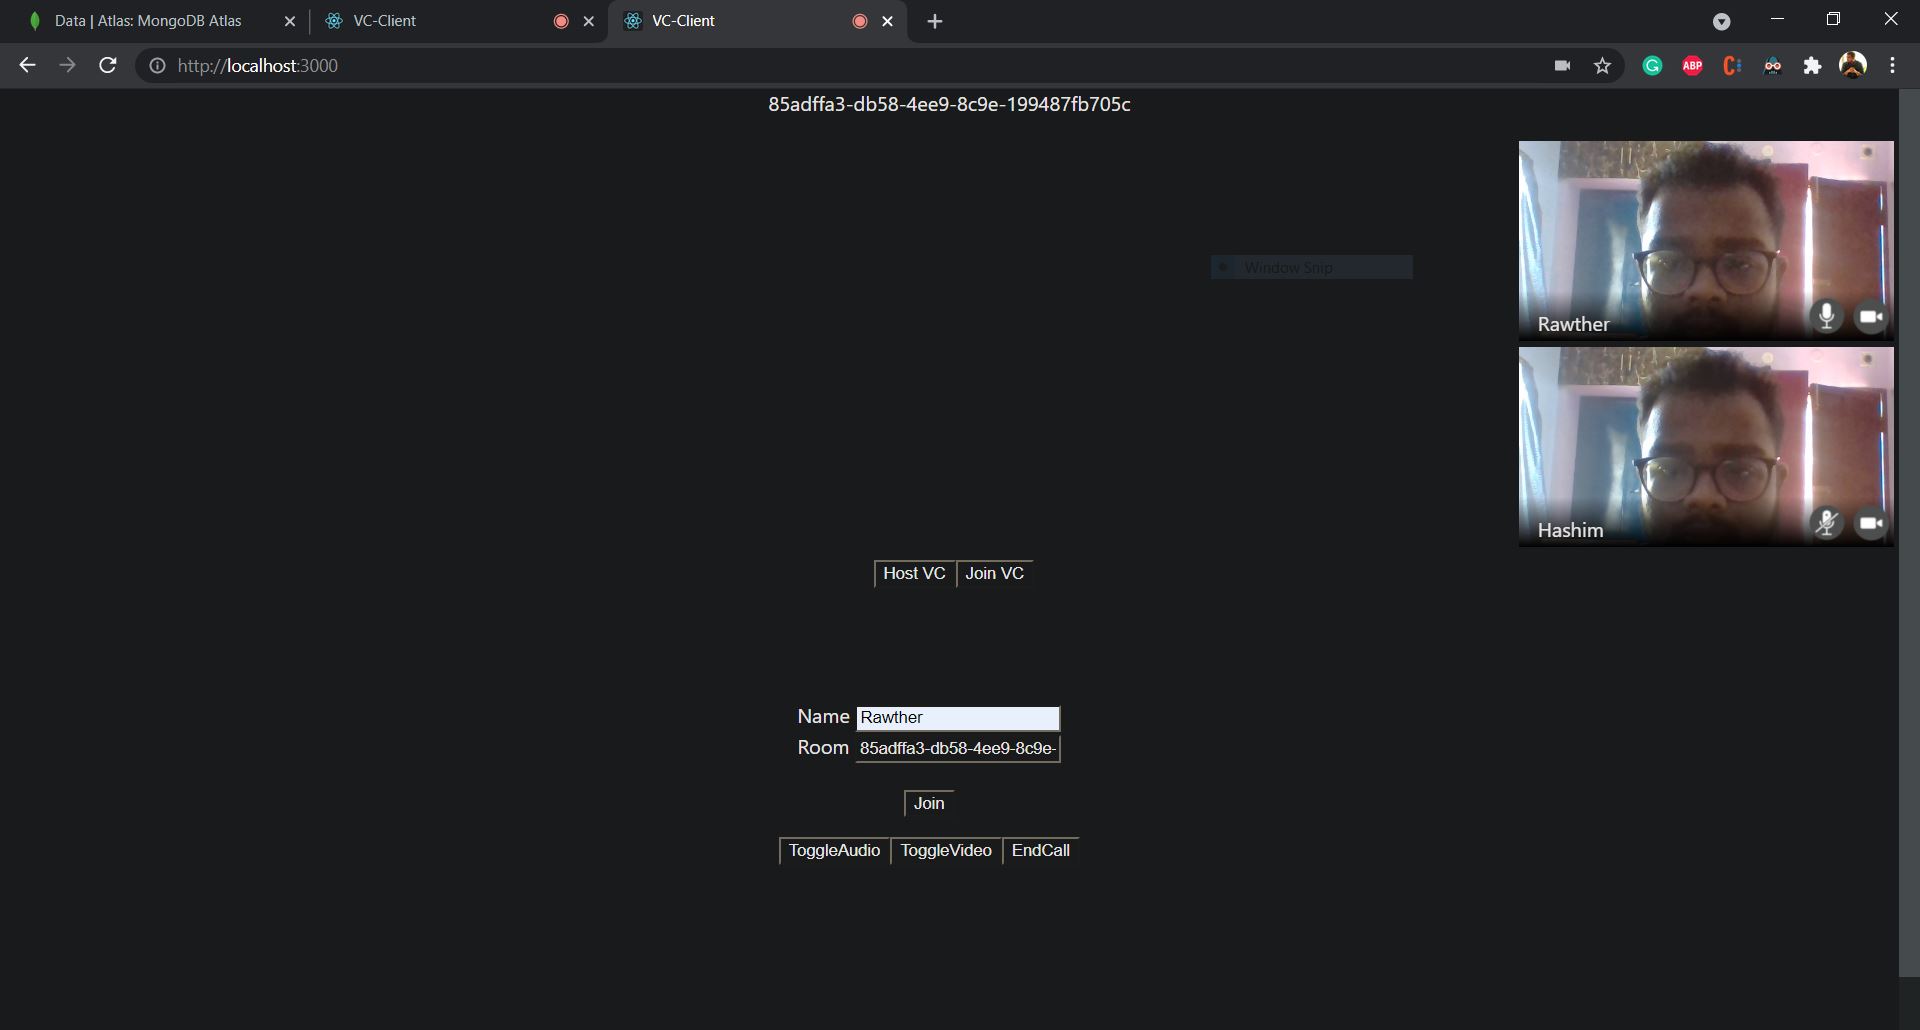 Data | Atlas: MongoDB Atlas
VC-Client
VC-Client
http://localhost:3000
ABP
85adffa3-db58-4ee9-8c9e-199487fb705c
Window Snip
Rawther
Hashim
Host VC Join VC
Name Rawther
Room 85adffa3-db58-4ee9-8c9e-
Join
ToggleAudio ToggleVideo EndCall